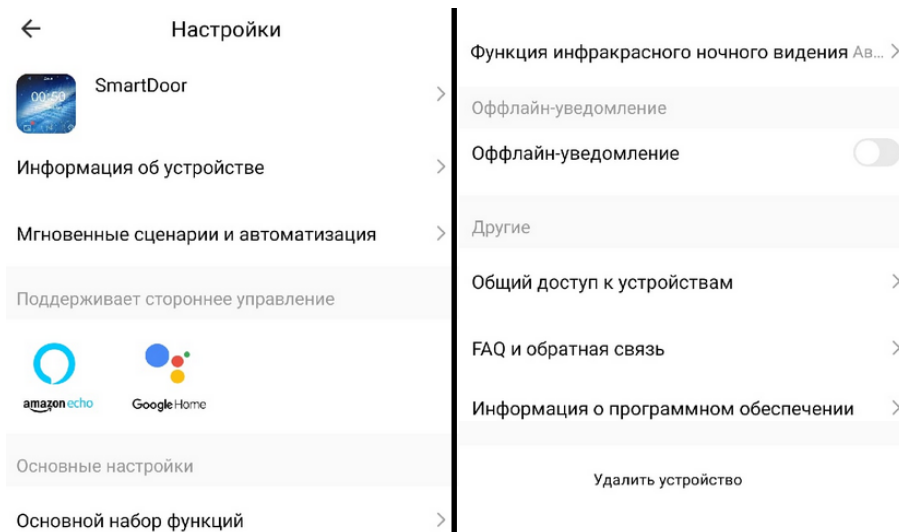 Настройки
SmartDoor
Информация об устройстве
Мгновенные сценарии и автоматизация
Поддерживает стороннее управление
amazon echo
Google Home
Основные настройки
Основной набор функций
Функция инфракрасного ночного видения Ав...
Оффлайн-уведомление
Оффлайн-уведомление
Другие
Общий доступ к устройствам
FAQ и обратная связь
Информация о программном обеспечении
Удалить устройство